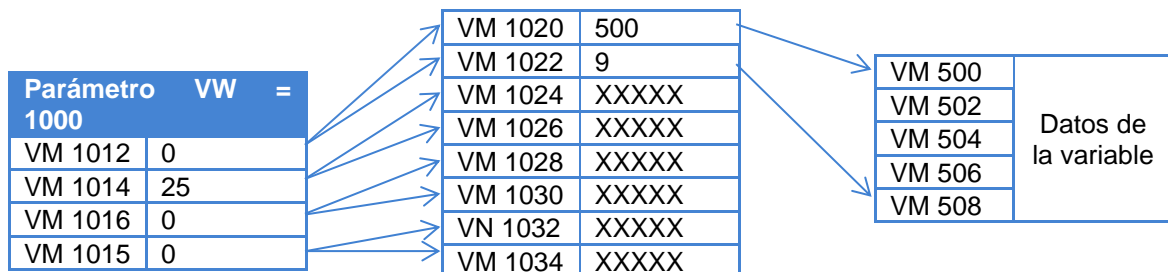 Parámetro VW =
1000
VM 1012 0
VM 1014 25
VM 1016 0
VM 1015 0
VM 1020 500
VM 1022 9
VM 1024 XXXXX
VM 1026 XXXXX
VM 1028 XXXXX
VM 1030 XXXXX
VN 1032 XXXXX
VM 1034 XXXXX
VM 500
VM 502
VM 504
VM 506
VM 508
Datos de
la variable